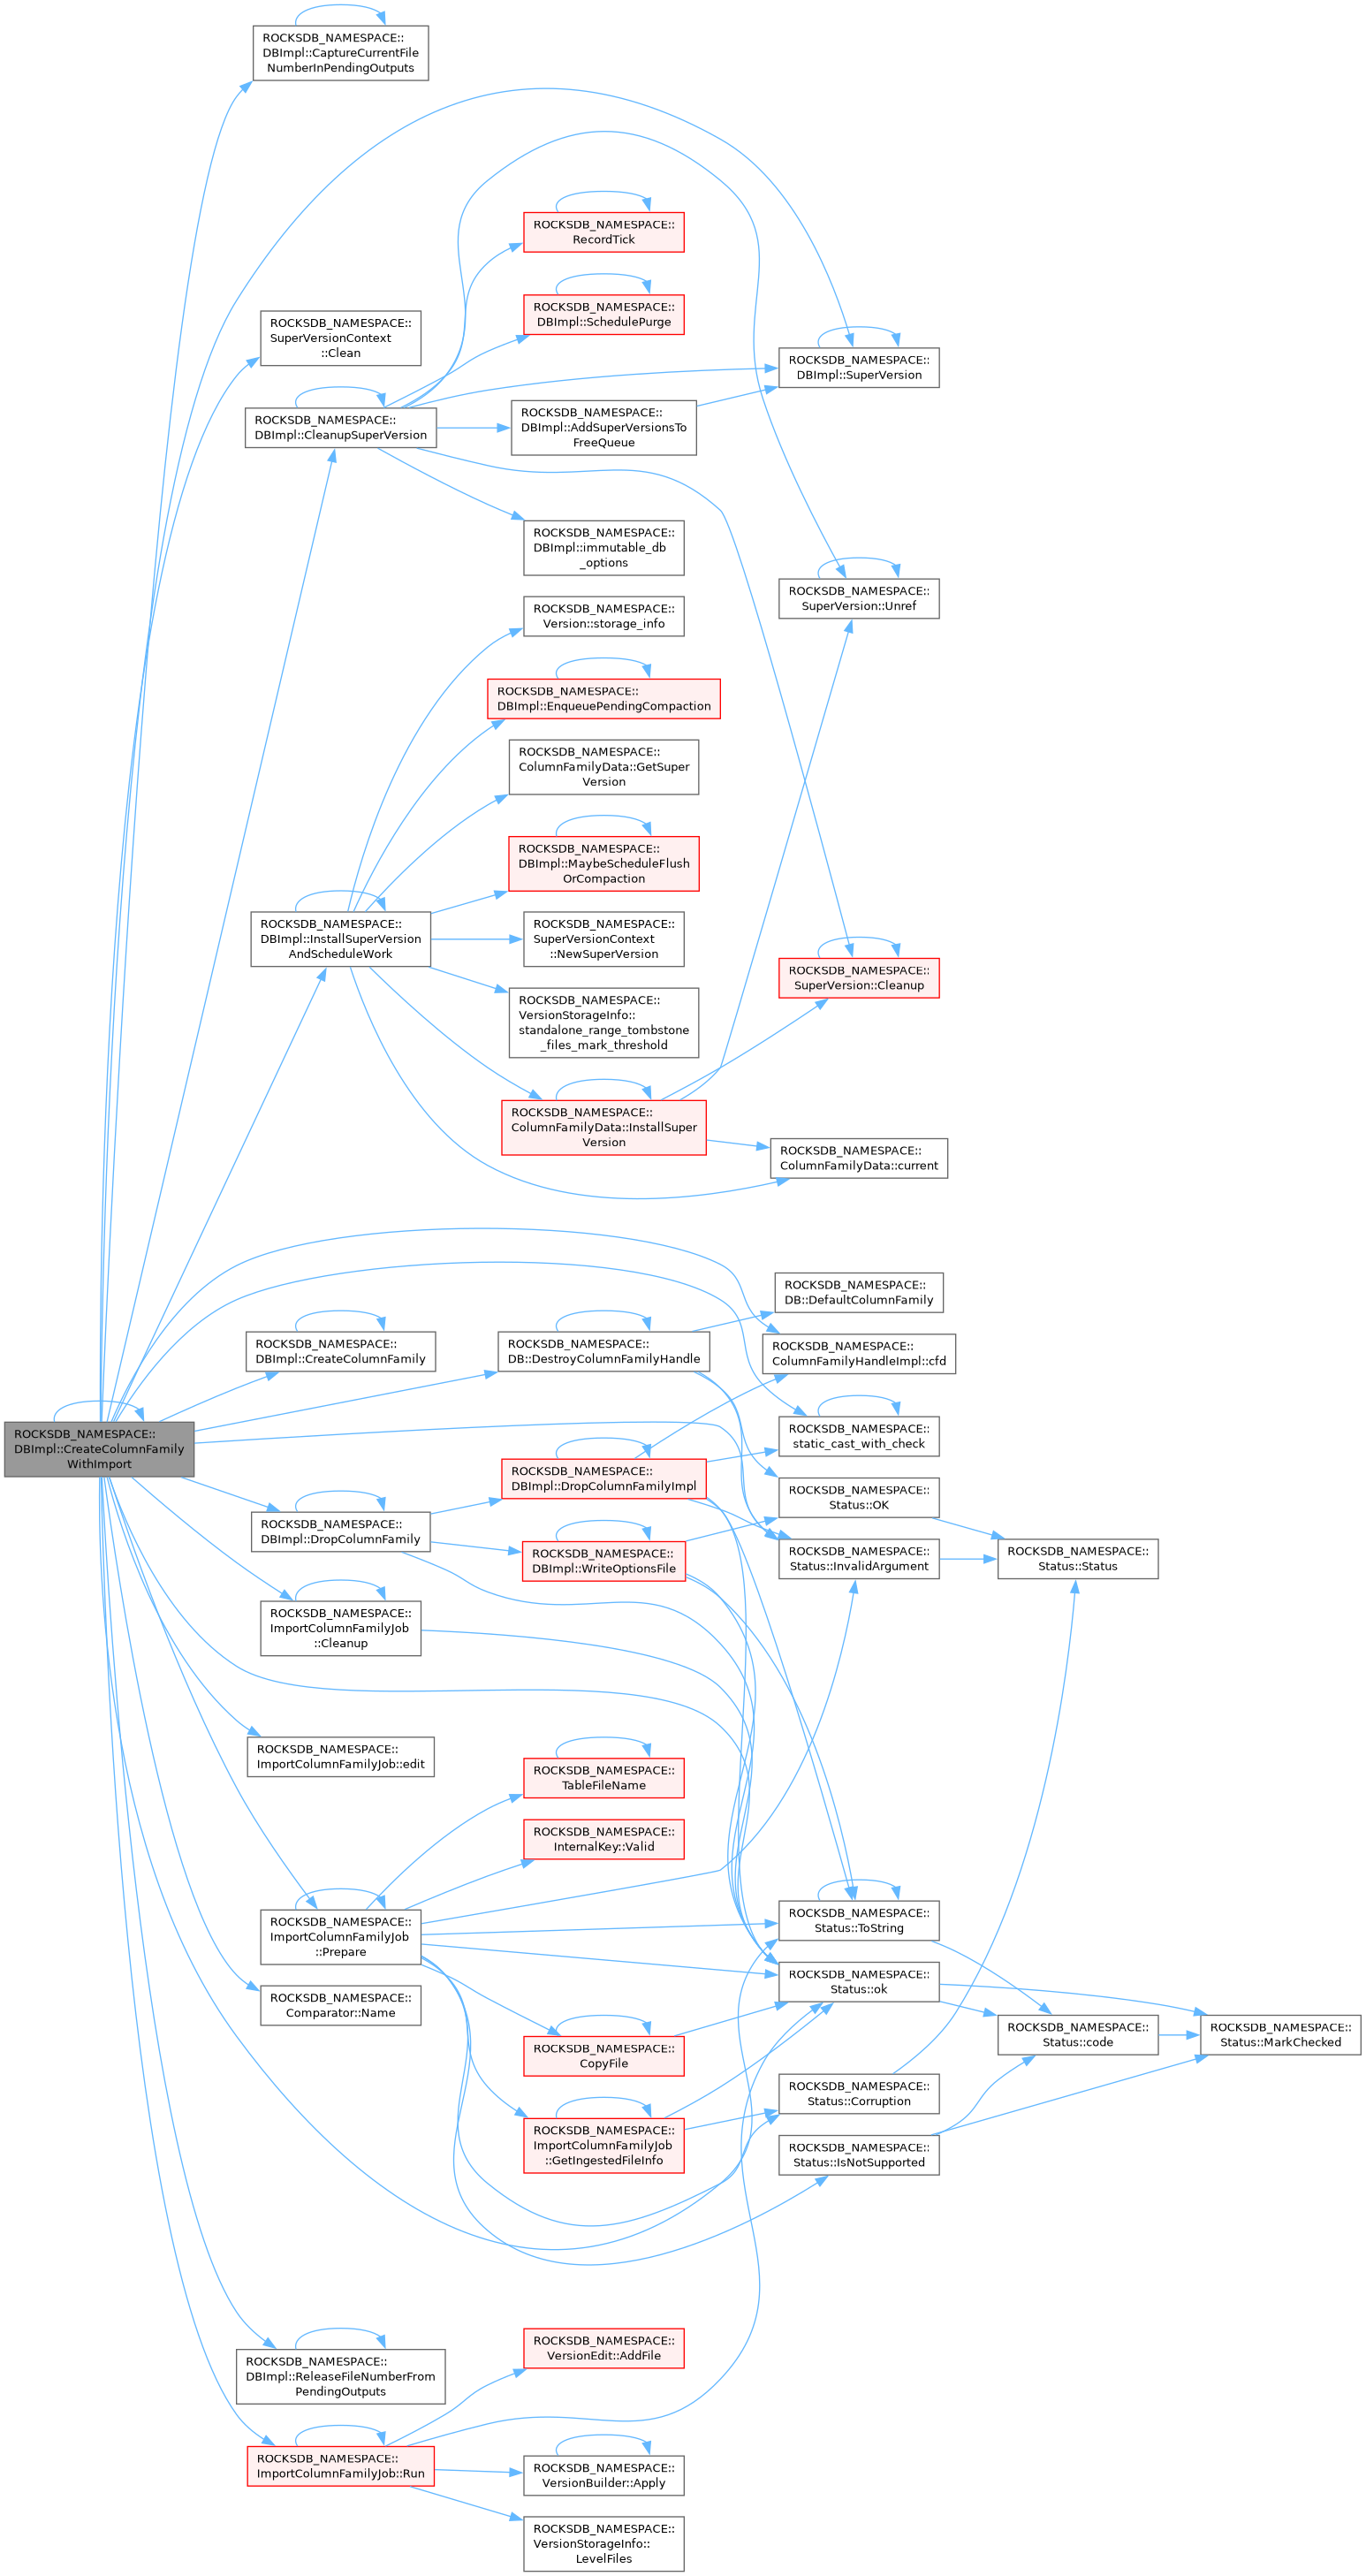 ROCKSDB_NAMESPACE::
DBImpl::CreateColumnFamily
WithImport
ROCKSDB_NAMESPACE::
DBImpl::CaptureCurrentFile
NumberInPendingOutputs
ROCKSDB_NAMESPACE::
SuperVersionContext
::Clean
ROCKSDB_NAMESPACE::
DBImpl::CleanupSuperVersion
ROCKSDB_NAMESPACE::
DBImpl::InstallSuperVersion
AndScheduleWork
ROCKSDB_NAMESPACE::
DBImpl::CreateColumnFamily
ROCKSDB_NAMESPACE::
DBImpl::DropColumnFamily
ROCKSDB_NAMESPACE::
ImportColumnFamilyJob
::Cleanup
ROCKSDB_NAMESPACE::
ImportColumnFamilyJob::edit
ROCKSDB_NAMESPACE::
ImportColumnFamilyJob
::Prepare
ROCKSDB_NAMESPACE::
Comparator::Name
ROCKSDB_NAMESPACE::
DBImpl::ReleaseFileNumberFrom
PendingOutputs
ROCKSDB_NAMESPACE::
ImportColumnFamilyJob::Run
ROCKSDB_NAMESPACE::
RecordTick
ROCKSDB_NAMESPACE::
DBImpl::SchedulePurge
ROCKSDB_NAMESPACE::
DBImpl::AddSuperVersionsTo
FreeQueue
ROCKSDB_NAMESPACE::
DBImpl::immutable_db
_options
ROCKSDB_NAMESPACE::
Version::storage_info
ROCKSDB_NAMESPACE::
DBImpl::EnqueuePendingCompaction
ROCKSDB_NAMESPACE::
ColumnFamilyData::GetSuper
Version
ROCKSDB_NAMESPACE::
DBImpl::MaybeScheduleFlush
OrCompaction
ROCKSDB_NAMESPACE::
SuperVersionContext
::NewSuperVersion
ROCKSDB_NAMESPACE::
VersionStorageInfo::
standalone_range_tombstone
_files_mark_threshold
ROCKSDB_NAMESPACE::
ColumnFamilyData::InstallSuper
Version
ROCKSDB_NAMESPACE::
DB::DestroyColumnFamilyHandle
ROCKSDB_NAMESPACE::
DBImpl::DropColumnFamilyImpl
ROCKSDB_NAMESPACE::
DBImpl::WriteOptionsFile
ROCKSDB_NAMESPACE::
TableFileName
ROCKSDB_NAMESPACE::
InternalKey::Valid
ROCKSDB_NAMESPACE::
CopyFile
ROCKSDB_NAMESPACE::
ImportColumnFamilyJob
::GetIngestedFileInfo
ROCKSDB_NAMESPACE::
VersionEdit::AddFile
ROCKSDB_NAMESPACE::
VersionBuilder::Apply
ROCKSDB_NAMESPACE::
VersionStorageInfo::
LevelFiles
ROCKSDB_NAMESPACE::
DBImpl::SuperVersion
ROCKSDB_NAMESPACE::
SuperVersion::Unref
ROCKSDB_NAMESPACE::
SuperVersion::Cleanup
ROCKSDB_NAMESPACE::
ColumnFamilyData::current
ROCKSDB_NAMESPACE::
DB::DefaultColumnFamily
ROCKSDB_NAMESPACE::
ColumnFamilyHandleImpl::cfd
ROCKSDB_NAMESPACE::
static_cast_with_check
ROCKSDB_NAMESPACE::
Status::OK
ROCKSDB_NAMESPACE::
Status::InvalidArgument
ROCKSDB_NAMESPACE::
Status::ToString
ROCKSDB_NAMESPACE::
Status::ok
ROCKSDB_NAMESPACE::
Status::Corruption
ROCKSDB_NAMESPACE::
Status::IsNotSupported
ROCKSDB_NAMESPACE::
Status::Status
ROCKSDB_NAMESPACE::
Status::code
ROCKSDB_NAMESPACE::
Status::MarkChecked